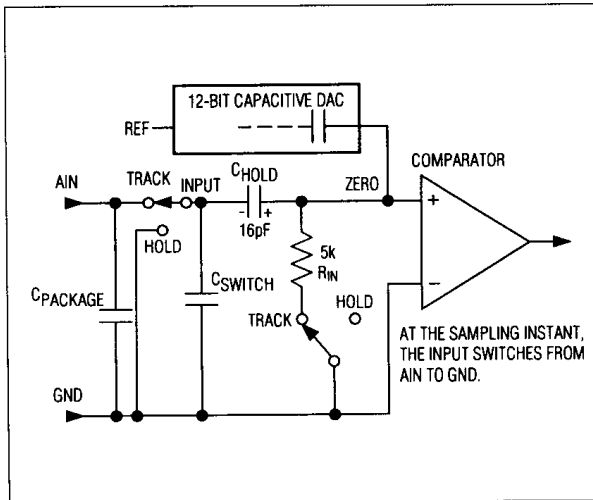 12-BIT CAPACITIVE DAC
REF
COMPARATOR
AIN
TRACK
INPUT
CHOLD
ZERO
- +
16pF
+
HOLD
5k
RIN
CSWITCH
HOLD
CPACKAGE
TRACK
-
AT THE SAMPLING INSTANT,
THE INPUT SWITCHES FROM
AIN TO GND.
GND